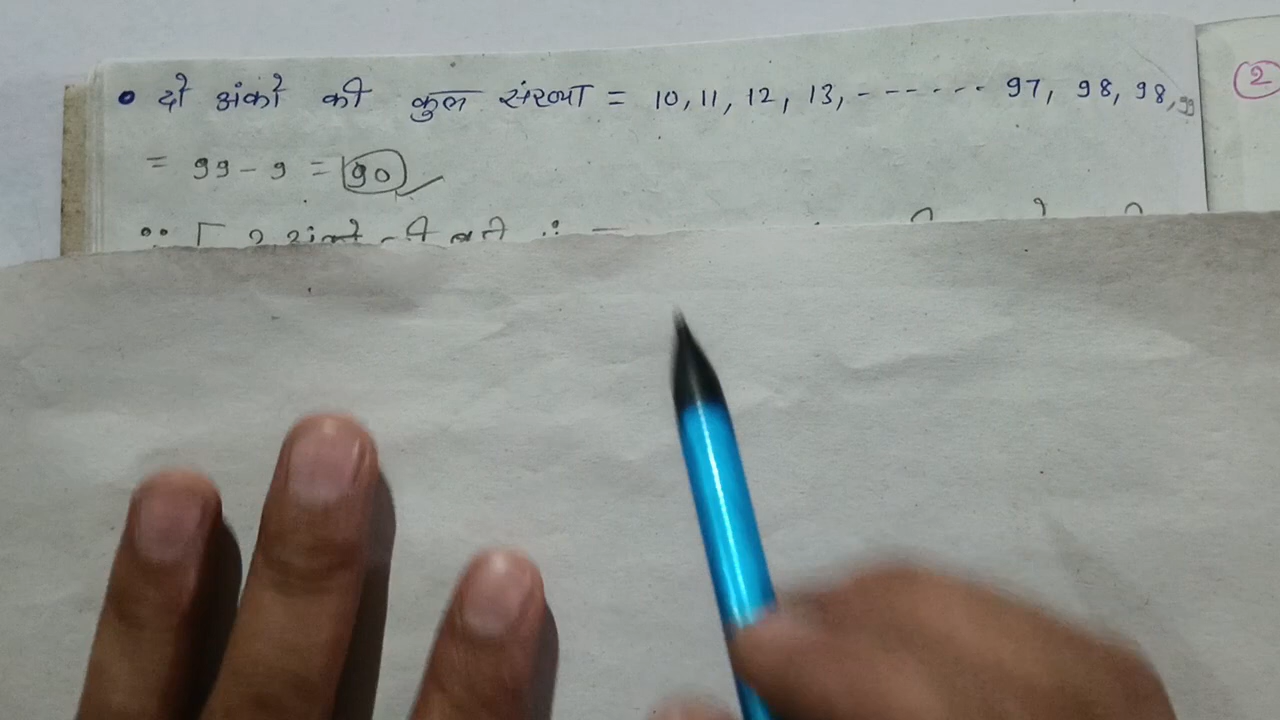 • दो अंको की कुल संख्या = 10, 11, 12, 13, ------- 97, 98, 98, 99
= 99 - 9 = 90
2